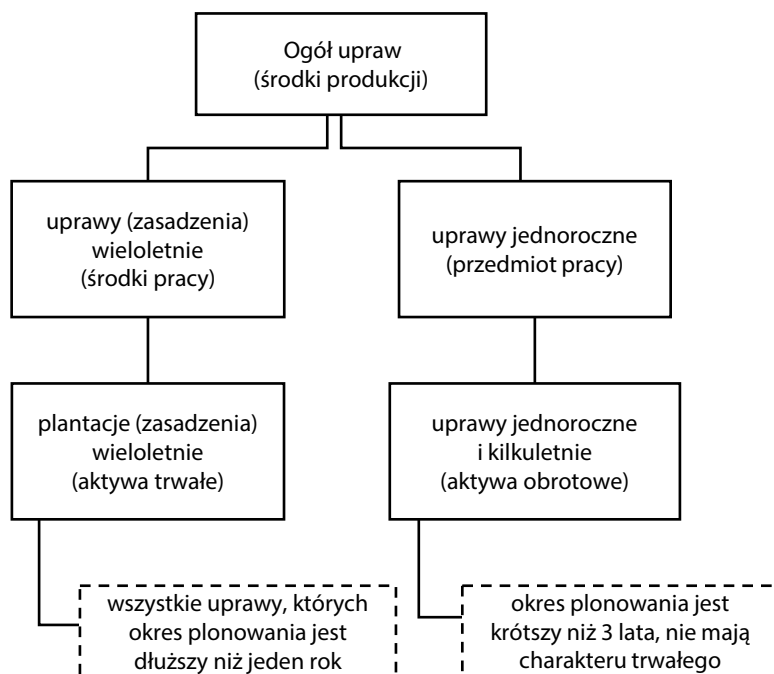 Ogół upraw
(środki produkcji)
uprawy (zasadzenia)
wieloletnie
(środki pracy)
uprawy jednoroczne
(przedmiot pracy)
plantacje (zasadzenia)
wieloletnie
(aktywa trwałe)
uprawy jednoroczne
i kilkuletnie
(aktywa obrotowe)
wszystkie uprawy, których
okres plonowania jest
dłuższy niż jeden rok
okres plonowania jest
krótszy niż 3 lata, nie mają
charakteru trwałego